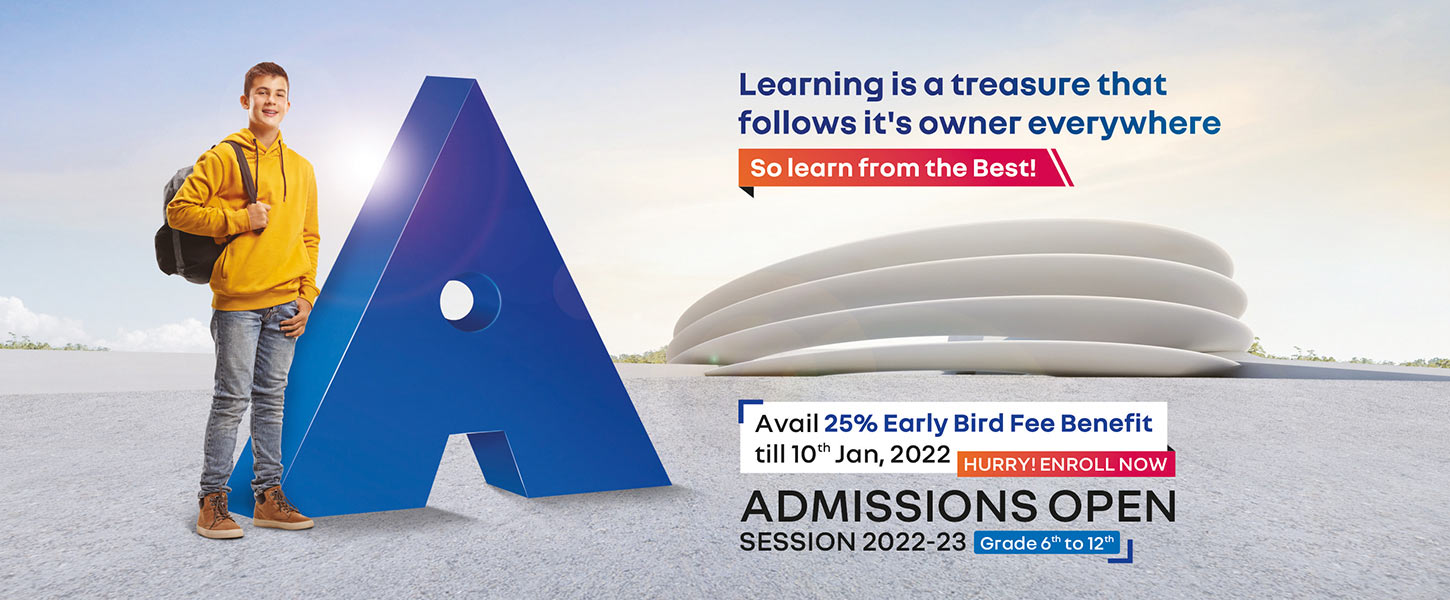 Learning is a treasure that
follows it's owner everywhere
So learn from the Best!
Avail 25% Early Bird Fee Benefit
till 10th Jan, 2022
HURRY! ENROLL NOW
ADMISSIONS OPEN
SESSION 2022-23 Grade 6th to 12th